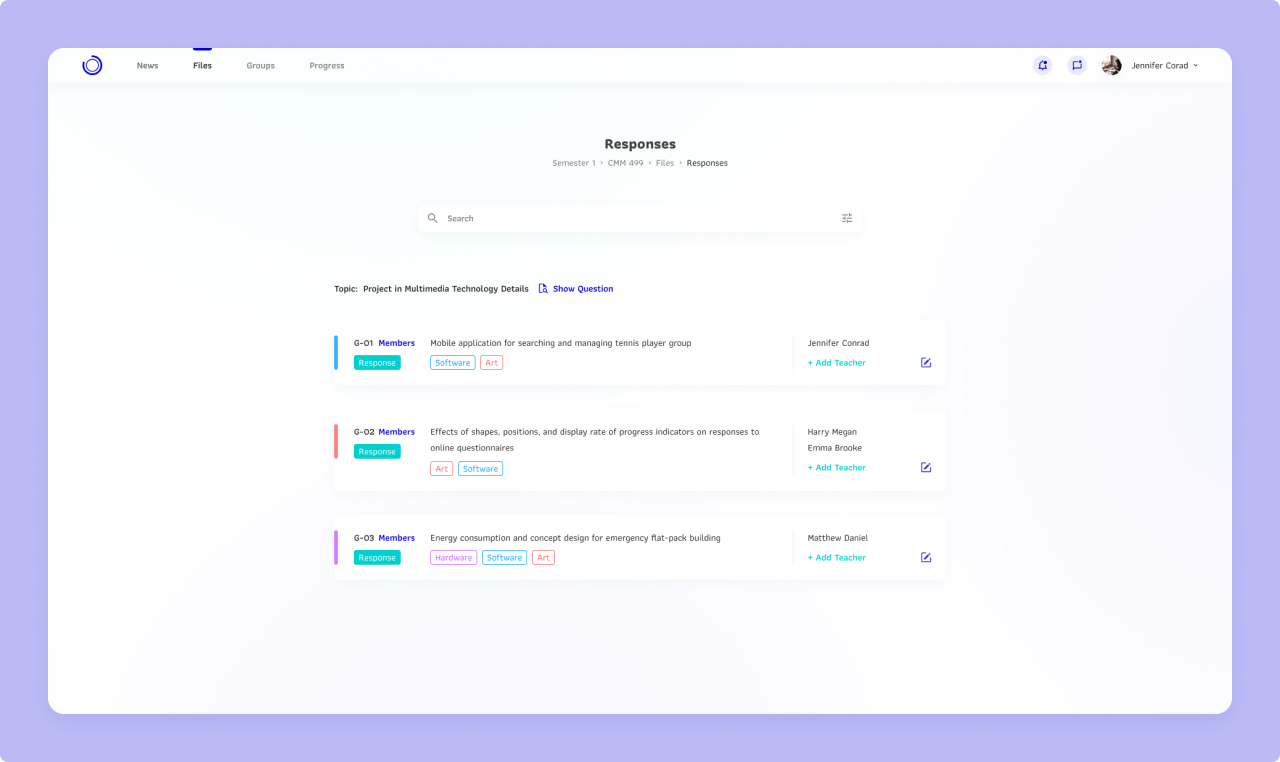 News Files Groups Progress Jennifer Corad
Responses
Semester 1 > CMM 499 > Files > Responses
Search
Topic: Project in Multimedia Technology Details Show Question
G-01 Members Mobile application for searching and managing tennis player group Jennifer Conrad
Response Software Art + Add Teacher
G-02 Members Effects of shapes, positions, and display rate of progress indicators on responses to Harry Megan
Response online questionnaires Emma Brooke
Art Software + Add Teacher
G-03 Members Energy consumption and concept design for emergency flat-pack building Matthew Daniel
Response Hardware Software Art + Add Teacher